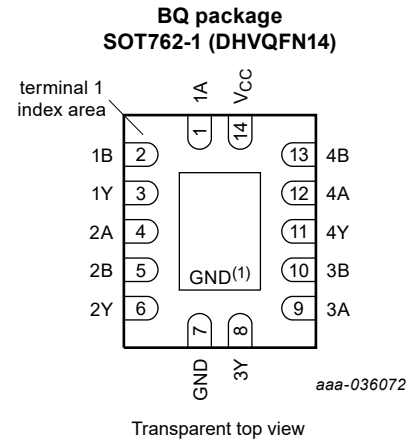 BQ package
SOT762-1 (DHVQFN14)
terminal 1
index area
1A
VCC
1
14
1B 2
13 4B
1Y 3
12 4A
2A 4
11 4Y
2B 5
10 3B
GND(1)
2Y 6
9 3A
7
8
GND
3Y
aaa-036072
Transparent top view